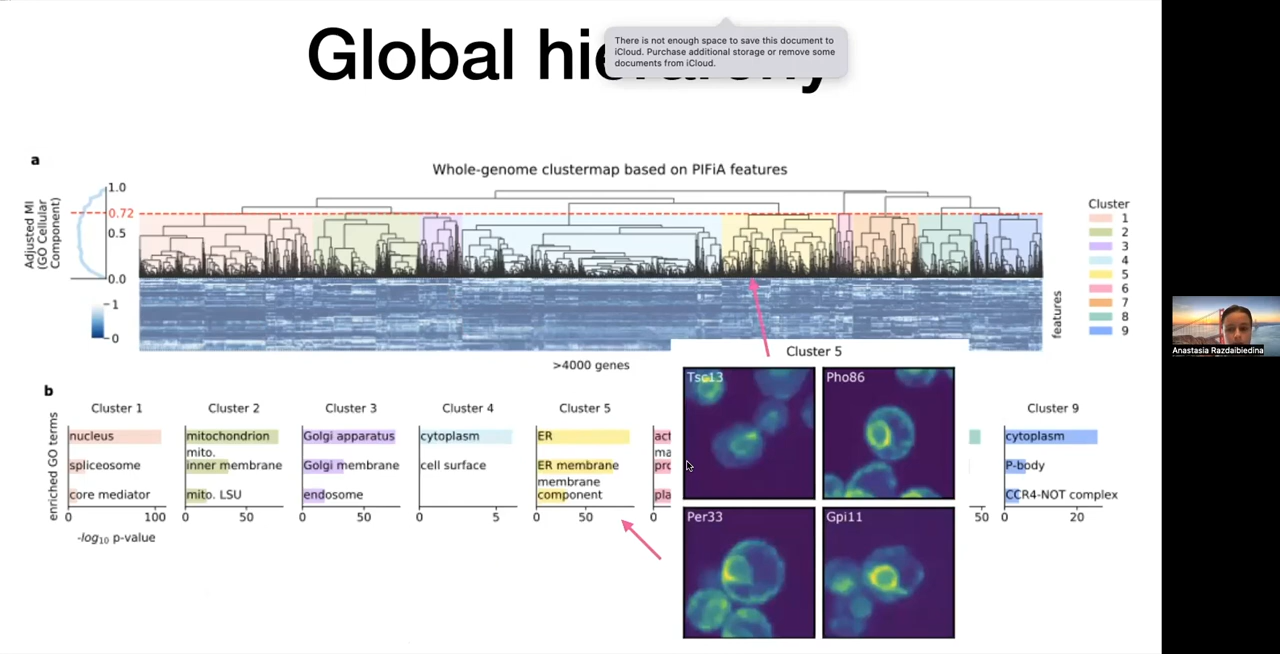 Global hierarchy
There is not enough space to save this document to
iCloud. Purchase additional storage or remove some
documents from iCloud.
a
Whole-genome clustermap based on PIFiA features
Adjusted MI
(GO Cellular
Component)
1.0
0.72
0.5
0.0
1
0
features
>4000 genes
Cluster
1
2
3
4
5
6
7
8
9
b
enriched GO terms
Cluster 1
nucleus
spliceosome
core mediator
0 100
-log10 p-value
Cluster 2
mitochondrion
mito.
inner membrane
mito. LSU
0 50
Cluster 3
Golgi apparatus
Golgi membrane
endosome
0 50
Cluster 4
cytoplasm
cell surface
0 5
Cluster 5
ER
ER membrane
membrane
component
0 50
act
ma
pro
pla
0
Cluster 5
Tsc13
Pho86
Per33
Gpi11
50
Cluster 9
cytoplasm
P-body
CCR4-NOT complex
0 20
Anastasia Razdaibiedina